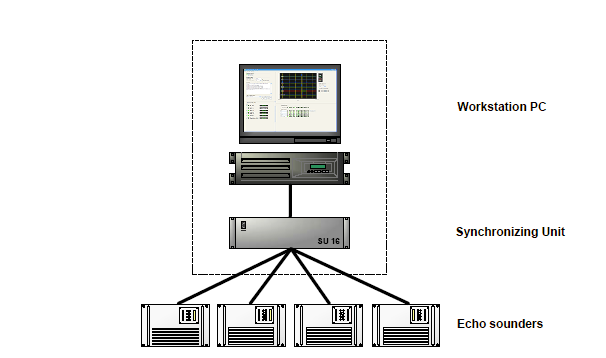 Workstation PC
Synchronizing Unit
SU 16
Echo sounders